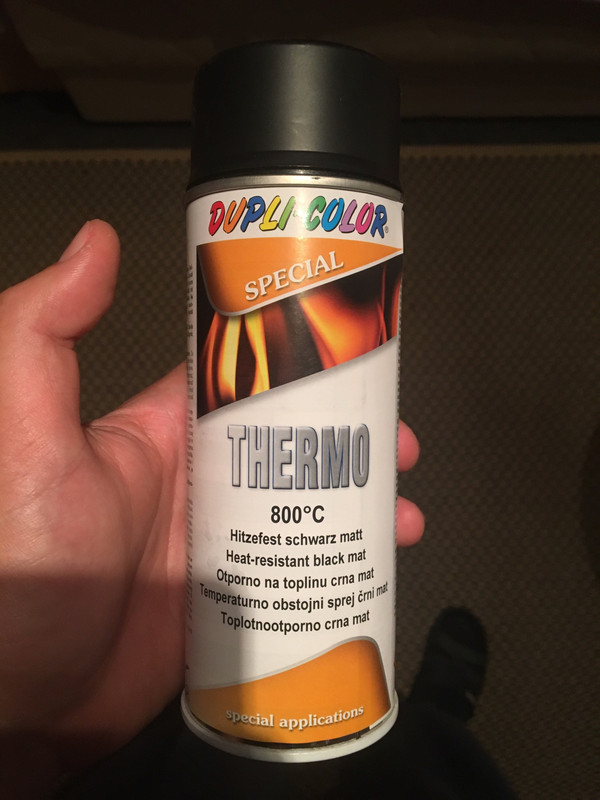 DUPLI COLOR®
SPECIAL
THERMO
800°C
Hitzefest schwarz matt
Heat-resistant black mat
Otporno na toplinu crna mat
Temperaturno obstojni sprej črni mat
Toplotnootporno crna mat
special applications